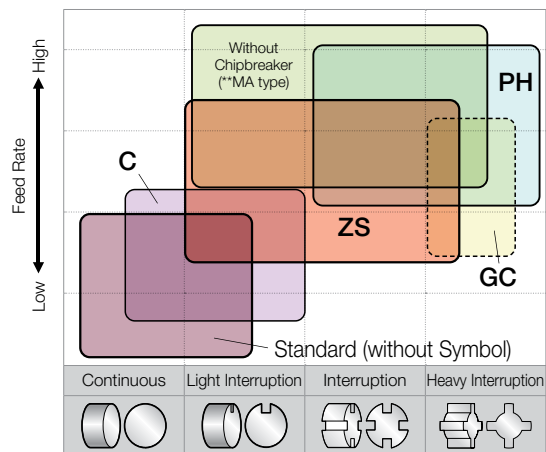 High
Feed Rate
Low
Without
Chipbreaker
(**MA type)
PH
C
ZS
GC
Standard (without Symbol)
Continuous
Light Interruption
Interruption
Heavy Interruption